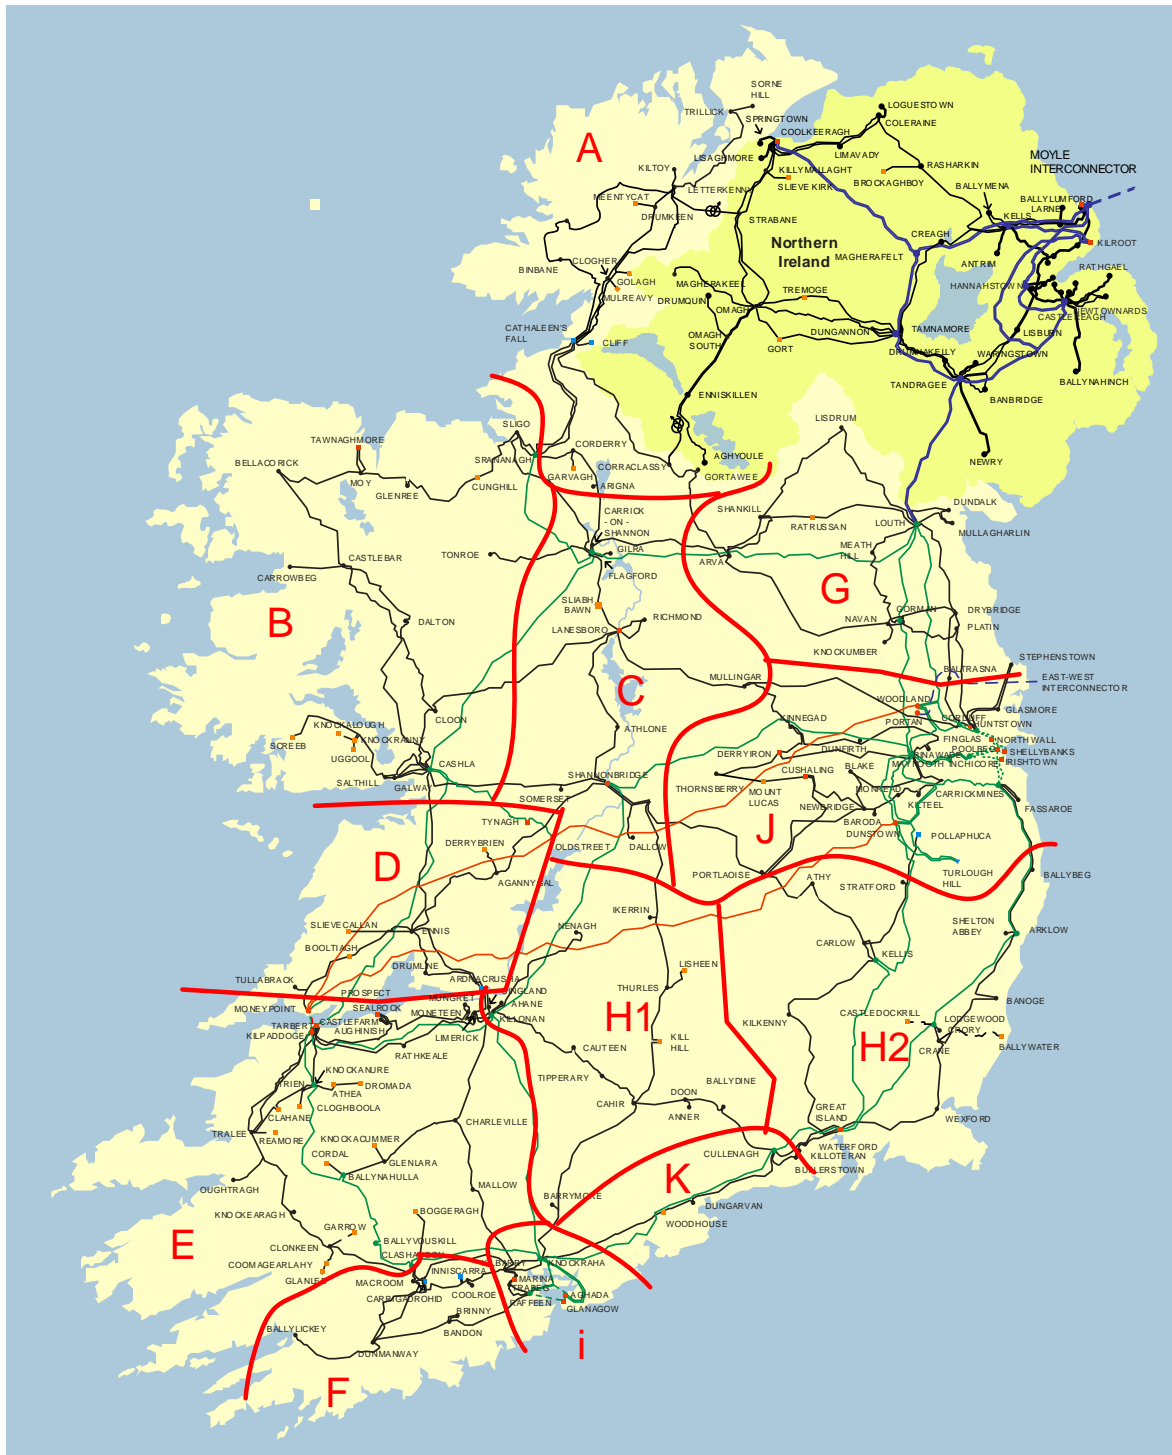 SORNE
HILL
TRILLICK
SPRINGTOWN
COOLKEERAGH
LOGUESTOWN
COLERAINE
A
LISAGHMORE
LIMAVADY
MOYLE
INTERCONNECTOR
KILTOY
KILLYMALLAGHT
SLIEVE KIRK
RASHARKIN
BROCKAGHBOY
BALLYMENA
LETTERKENNY
MEENTYCAT
DRUMKEEN
STRABANE
BALLYLUMFORD
LARNE
KELLS
CREAGH
KILROOT
Northern
Ireland
MAGHERAFELT
ANTRIM
RATHGAEL
CLOGHER
BINBANE
GOLAGH
MULREAVY
MAGHERAKEEL
DRUMQUIN
TREMOGE
OMAGH
HANNAHSTOWN
NEWTOWNARDS
CASTLEREAGH
CATHALEEN'S
FALL
CLIFF
OMAGH
SOUTH
GORT
DUNGANNON
TAMNAMORE
LISBURN
DRUMNAKELLY
WARINGSTOWN
TANDRAGEE
BALLYNAHINCH
BANBRIDGE
ENNISKILLEN
LISDRUM
SLIGO
TAWNAGHMORE
BELLACORICK
SRANANAGH
CORDERRY
CORRACLASSY
AGHYOULE
NEWRY
MOY
GLENREE
CUNGHILL
GARVAGH
ARIGNA
GORTAWEE
SHANKILL
RATRUSSAN
LOUTH
DUNDALK
MULLAGHARLIN
CARRICK
- ON -
SHANNON
TONROE
GILRA
ARVA
MEATH
HILL
CASTLEBAR
CARROWBEG
FLAGFORD
G
SLIABH
BAWN
B
DALTON
LANESBORO
RICHMOND
GORMAN
NAVAN
DRYBRIDGE
PLATIN
KNOCKUMBER
STEPHENSTOWN
C
MULLINGAR
BALTRASNA
EAST-WEST
INTERCONNECTOR
WOODLAND
GLASMORE
CLOON
KNOCKALOUGH
SCREEB
KNOCKRANNY
UGGOOL
ATHLONE
KINNEGAD
PORTAN
CORDUFF
HUNTSTOWN
FINGLAS
NORTH WALL
POOLBEG
SHELLYBANKS
DERRYIRON
DUNFIRTH
RINAWADE
MAYNOOTH
INCHICORE
IRISHTOWN
CASHLA
SALTHILL
GALWAY
SHANNONBRIDGE
SOMERSET
CUSHALING
BLAKE
THORNSBERRY
MOUNT
LUCAS
MONREAD
NEWBRIDGE
KILTEEL
CARRICKMINES
FASSAROE
TYNAGH
J
BARODA
DUNSTOWN
POLLAPHUCA
DERRYBRIEN
OLDSTREET
DALLOW
D
AGANNYGAL
PORTLAOISE
ATHY
STRATFORD
TURLOUGH
HILL
BALLYBEG
IKERRIN
SLIEVECALLAN
ENNIS
NENAGH
SHELTON
ABBEY
ARKLOW
BOOLTIAGH
CARLOW
KELLIS
DRUMLINE
LISHEEN
TULLABRACK
ARDNACRUSHA
THURLES
PROSPECT
SINGLAND
MUNGRET
AHANE
MONEYPOINT
SEALROCK
MONETEEN
KILLONAN
H1
KILKENNY
BANOGE
CASTLEDOCKRILL
LODGEWOOD
CRORY
TARBERT
CASTLEFARM
KILPADDOGE
AUGHINISH
LIMERICK
RATHKEALE
CAUTEEN
KILL
HILL
H2
CRANE
BALLYWATER
KNOCKANURE
TRIEN
DROMADA
ATHEA
TIPPERARY
BALLYDINE
DOON
CLOGHBOOLA
CLAHANE
CAHIR
ANNER
GREAT
ISLAND
WEXFORD
TRALEE
REAMORE
CHARLEVILLE
KNOCKACUMMER
WATERFORD
KILLOTERAN
BUTLERSTOWN
CULLENAGH
CORDAL
GLENLARA
BALLYNAHULLA
OUGHTRAGH
MALLOW
K
BARRYMORE
DUNGARVAN
WOODHOUSE
KNOCKEARAGH
BOGGERAGH
GARROW
E
CLONKEEN
BALLYVOUSKILL
CLASHAVOON
COOMAGEARLAHY
GLANLEE
MACROOM
INNISCARRA
KILBARRY
KNOCKRAHA
MARINA
TRABEG
CARRIGADROHID
COOLROE
RAFFEEN
AGHADA
GLANAGOW
BRINNY
BANDON
BALLYLICKEY
DUNMANWAY
i
F